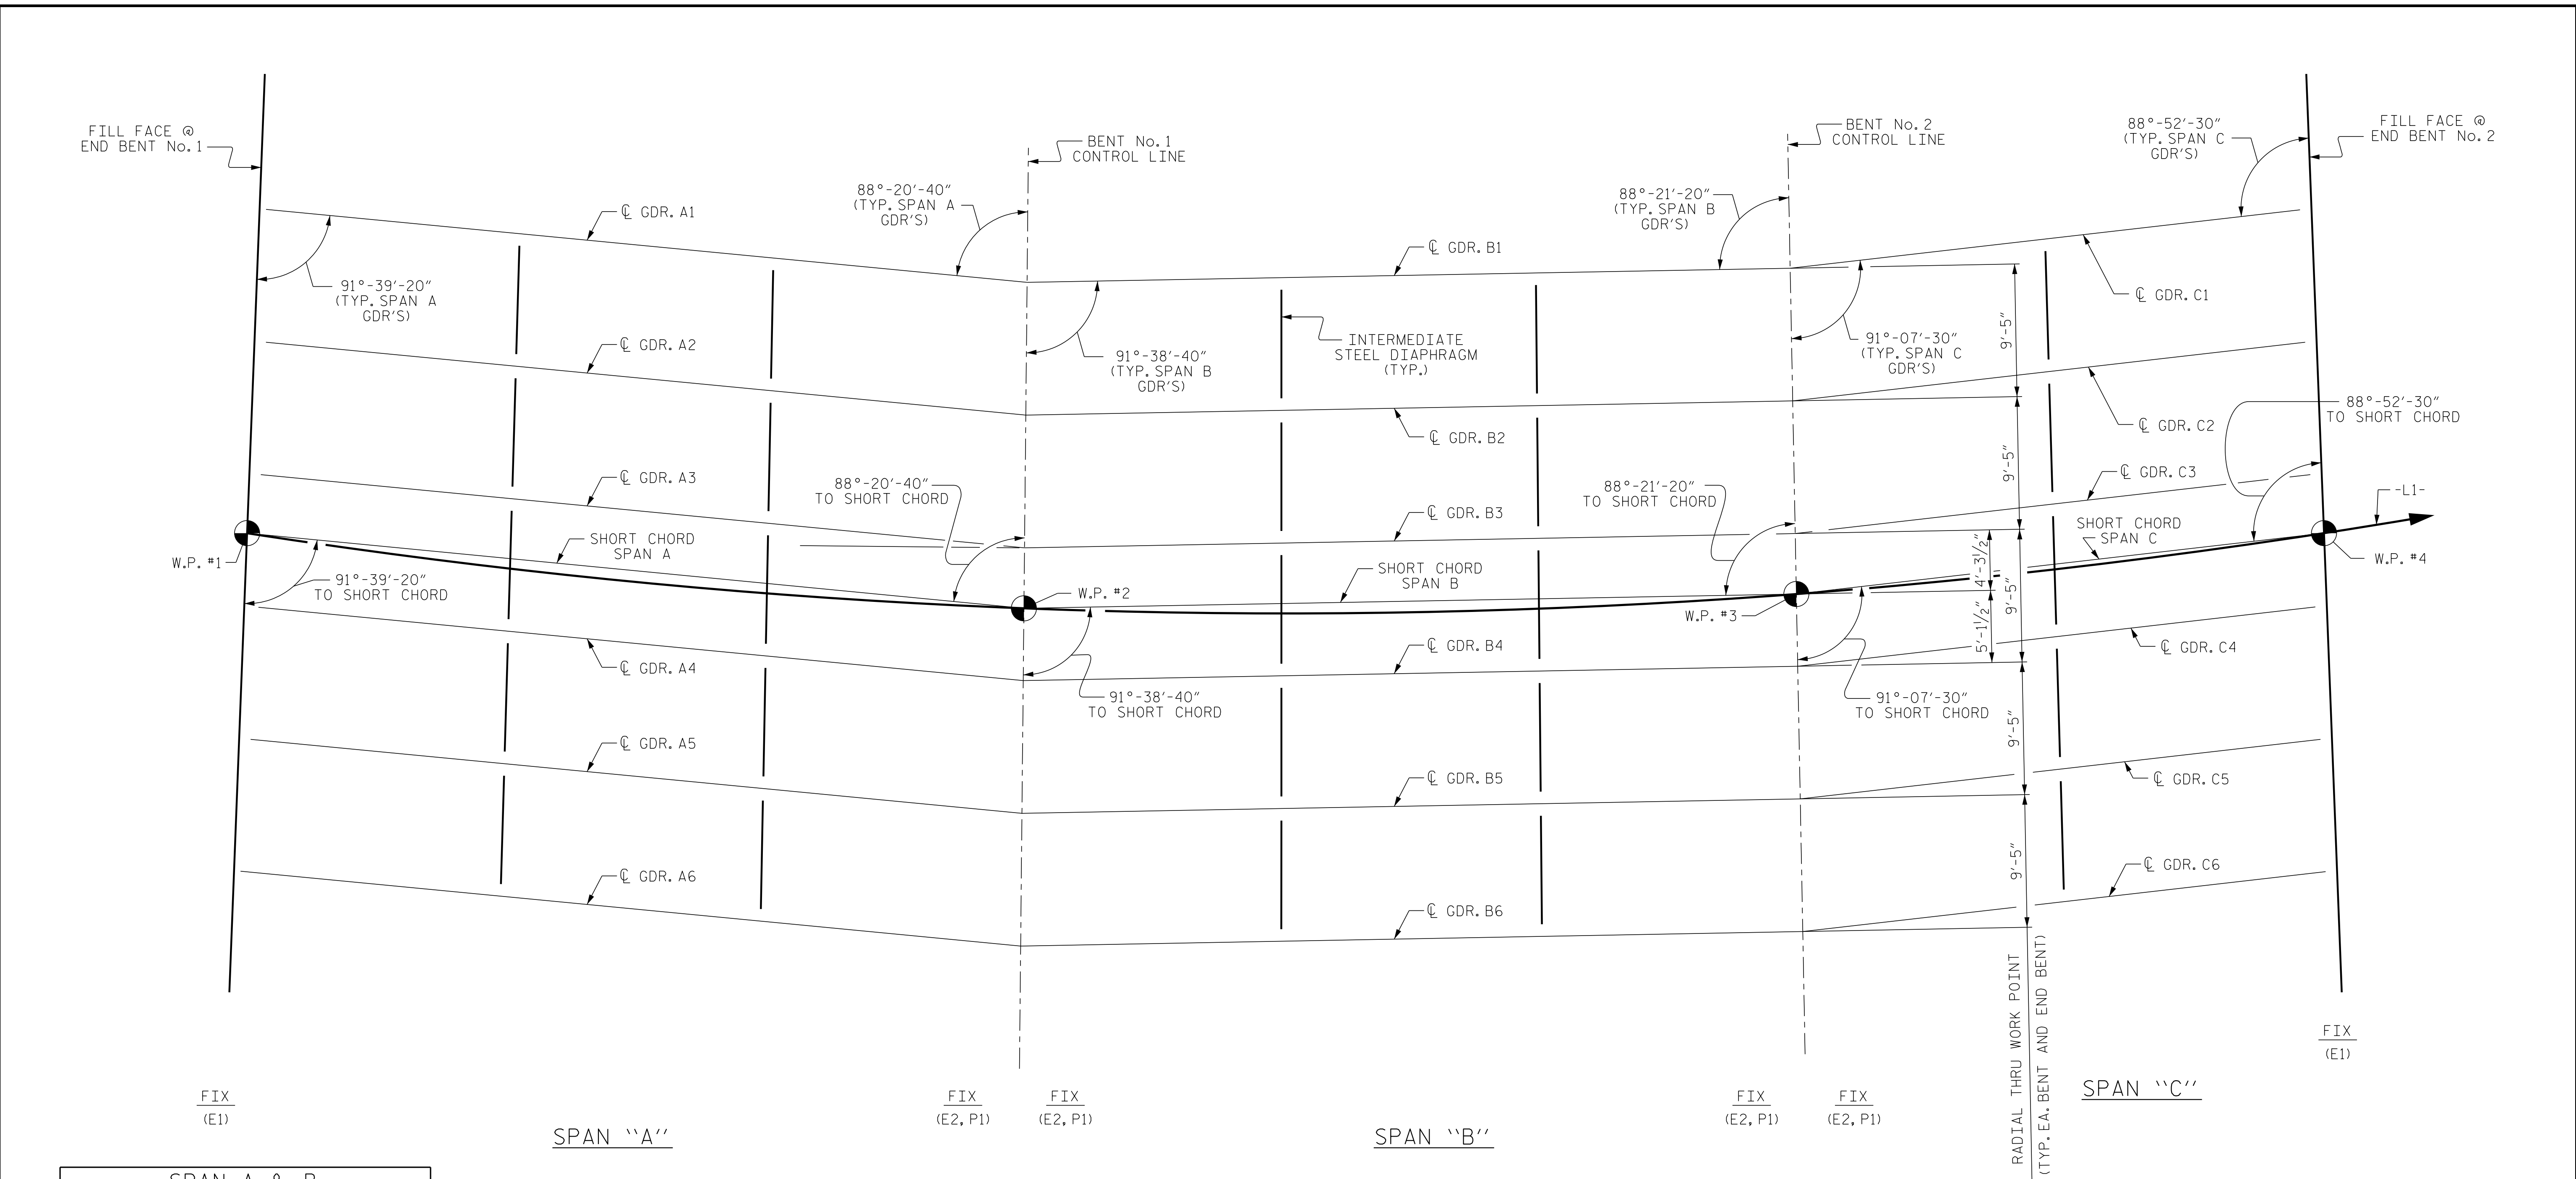 FILL FACE @
END BENT No. 1
BENT No. 1
CONTROL LINE
BENT No. 2
CONTROL LINE
FILL FACE @
END BENT No. 2
88°-52'-30"
(TYP. SPAN C
GDR'S)
88°-20'-40"
(TYP. SPAN A
GDR'S)
88°-21'-20"
(TYP. SPAN B
GDR'S)
℄ GDR. A1
℄ GDR. B1
℄ GDR. C1
91°-39'-20"
(TYP. SPAN A
GDR'S)
91°-38'-40"
(TYP. SPAN B
GDR'S)
INTERMEDIATE
STEEL DIAPHRAGM
(TYP.)
91°-07'-30"
(TYP. SPAN C
GDR'S)
9'-5"
℄ GDR. A2
℄ GDR. B2
℄ GDR. C2
88°-52'-30"
TO SHORT CHORD
℄ GDR. A3
88°-20'-40"
TO SHORT CHORD
℄ GDR. B3
88°-21'-20"
TO SHORT CHORD
9'-5"
℄ GDR. C3
-L1-
W.P. #1
SHORT CHORD
SPAN A
SHORT CHORD
SPAN B
SHORT CHORD
SPAN C
W.P. #4
91°-39'-20"
TO SHORT CHORD
W.P. #2
W.P. #3
4'-3½"
5'-1½"
9'-5"
℄ GDR. A4
℄ GDR. B4
℄ GDR. C4
91°-38'-40"
TO SHORT CHORD
91°-07'-30"
TO SHORT CHORD
9'-5"
℄ GDR. A5
℄ GDR. B5
℄ GDR. C5
9'-5"
℄ GDR. A6
℄ GDR. B6
℄ GDR. C6
RADIAL THRU WORK POINT
(TYP. EA. BENT AND END BENT)
FIX
(E1)
FIX
(E2, P1)
FIX
(E2, P1)
FIX
(E2, P1)
FIX
(E2, P1)
FIX
(E1)
SPAN "A"
SPAN "B"
SPAN "C"
SPAN A & B